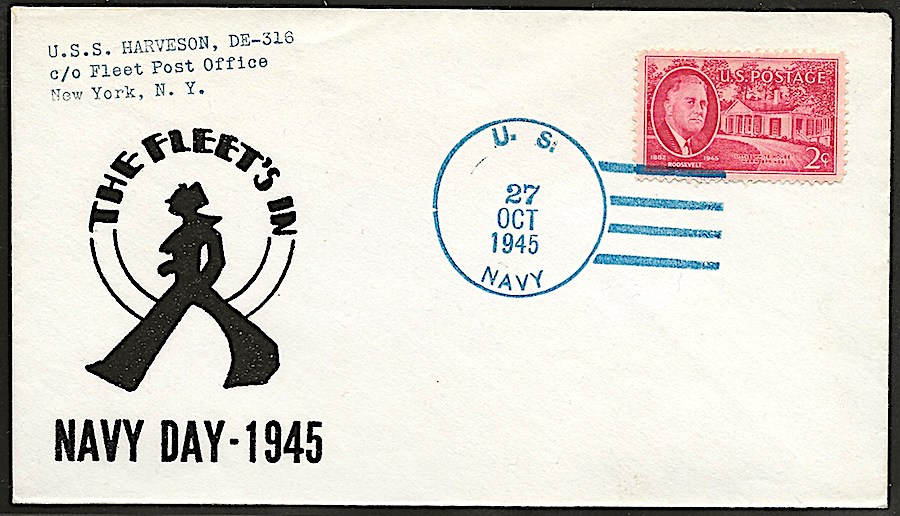 U.S.S. HARVESON, DE-316
c/o Fleet Post Office
New York, N. Y.
THE FLEET'S IN
NAVY DAY - 1945
U. S.
27
OCT
1945
NAVY
U.S. POSTAGE
1882 1945
ROOSEVELT
2¢